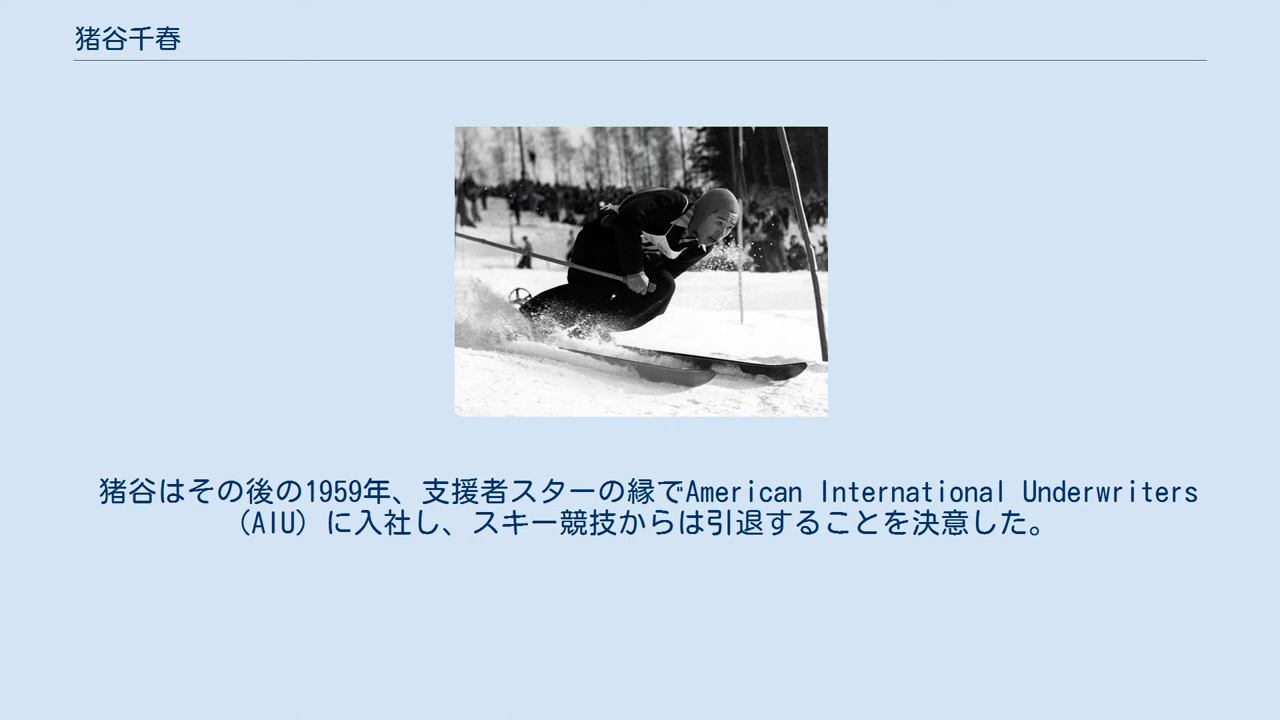 猪谷千春
猪谷はその後の1959年、支援者スターの縁でAmerican International Underwriters
（AIU）に入社し、スキー競技からは引退することを決意した。